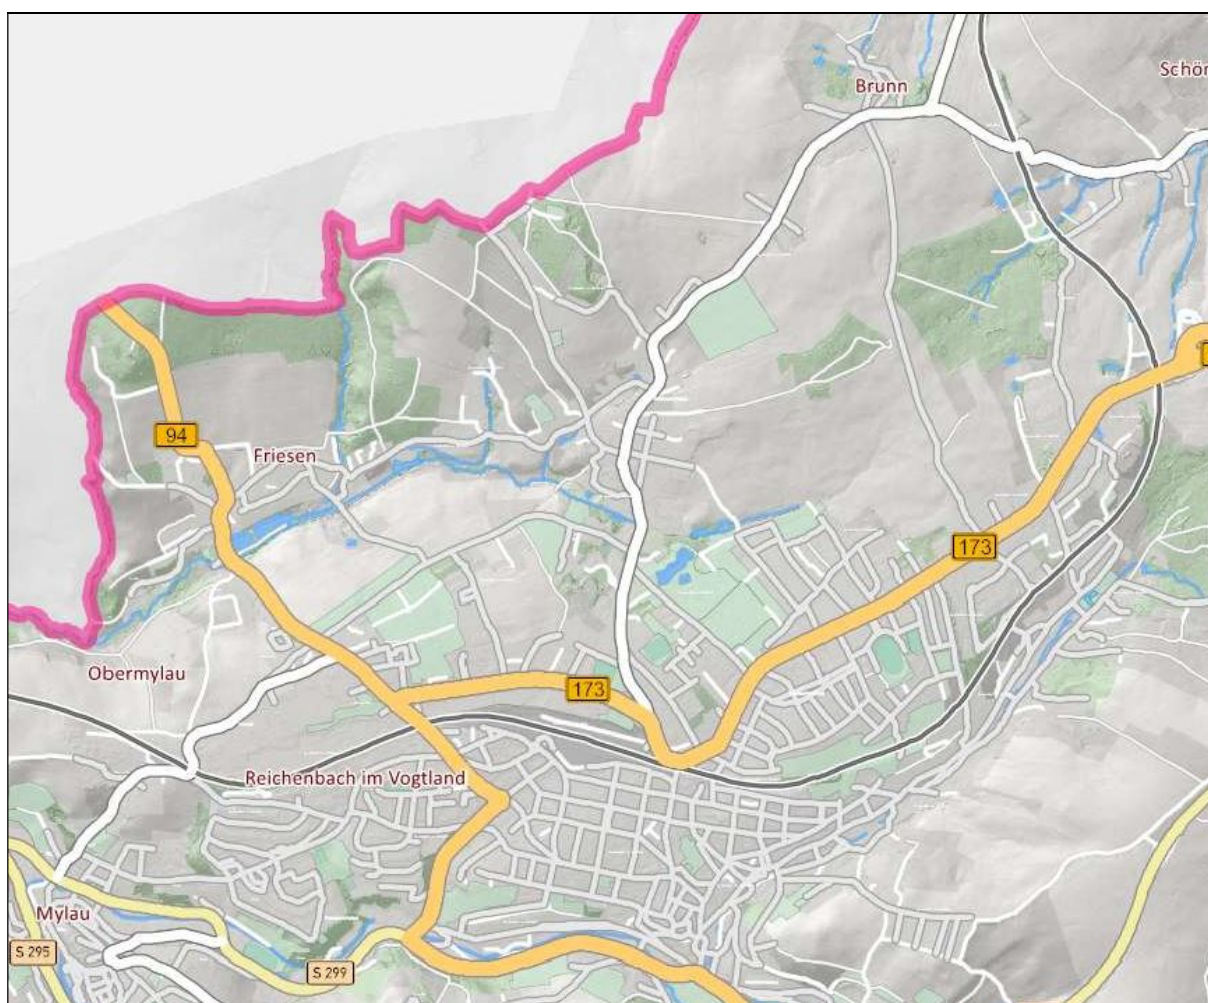 Schön
Brunn
94
Friesen
173
Obermylau
173
Reichenbach im Vogtland
Mylau
S 295
S 299